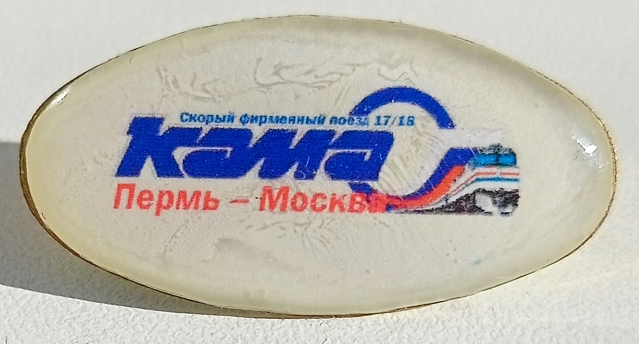 Скорый фирменный поезд 17/18
Кама
Пермь – Москва